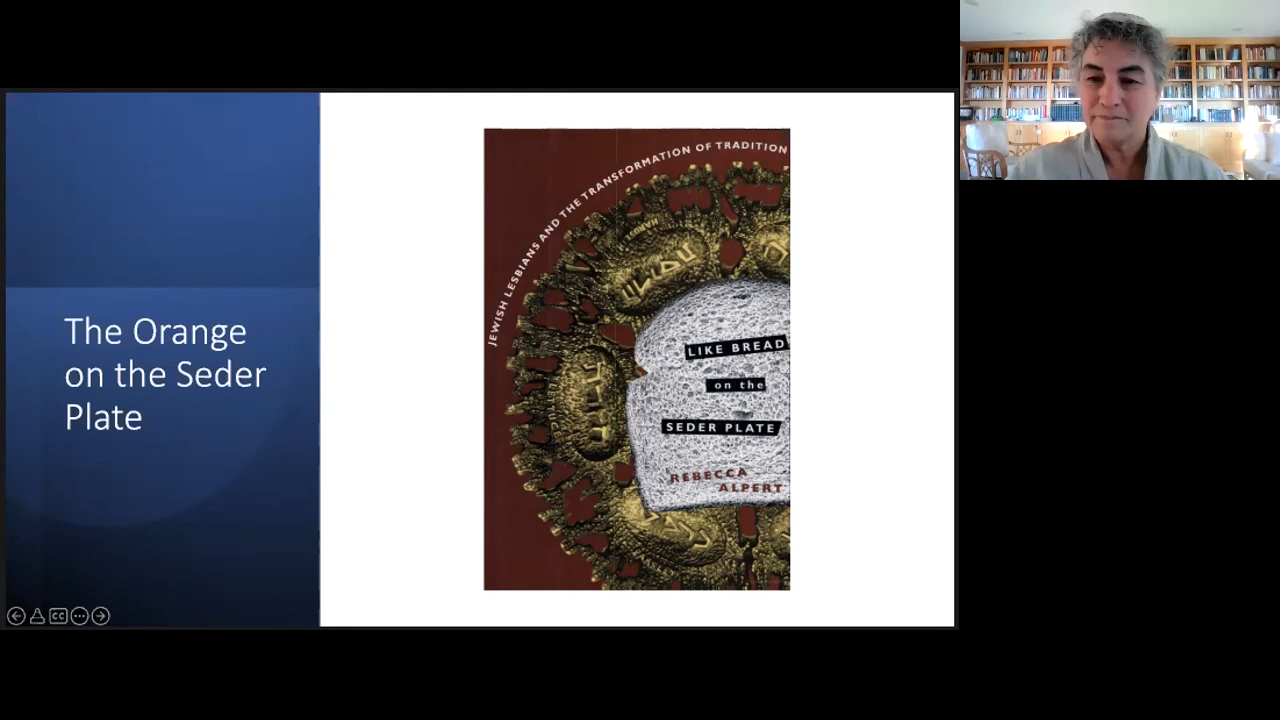 The Orange
on the Seder
Plate
JEWISH LESBIANS AND THE TRANSFORMATION OF TRADITION
LIKE BREAD
on the
SEDER PLATE
REBECCA
ALPERT
CC